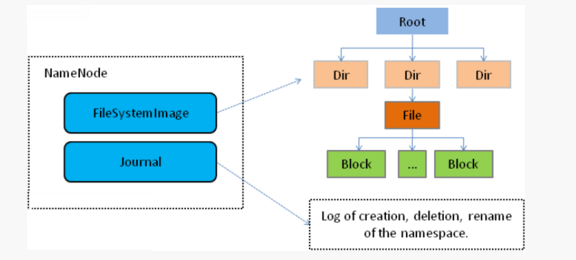 Root
NameNode
Dir
Dir
Dir
FileSystemImage
File
Journal
Block
...
Block
Log of creation, deletion, rename
of the namespace.